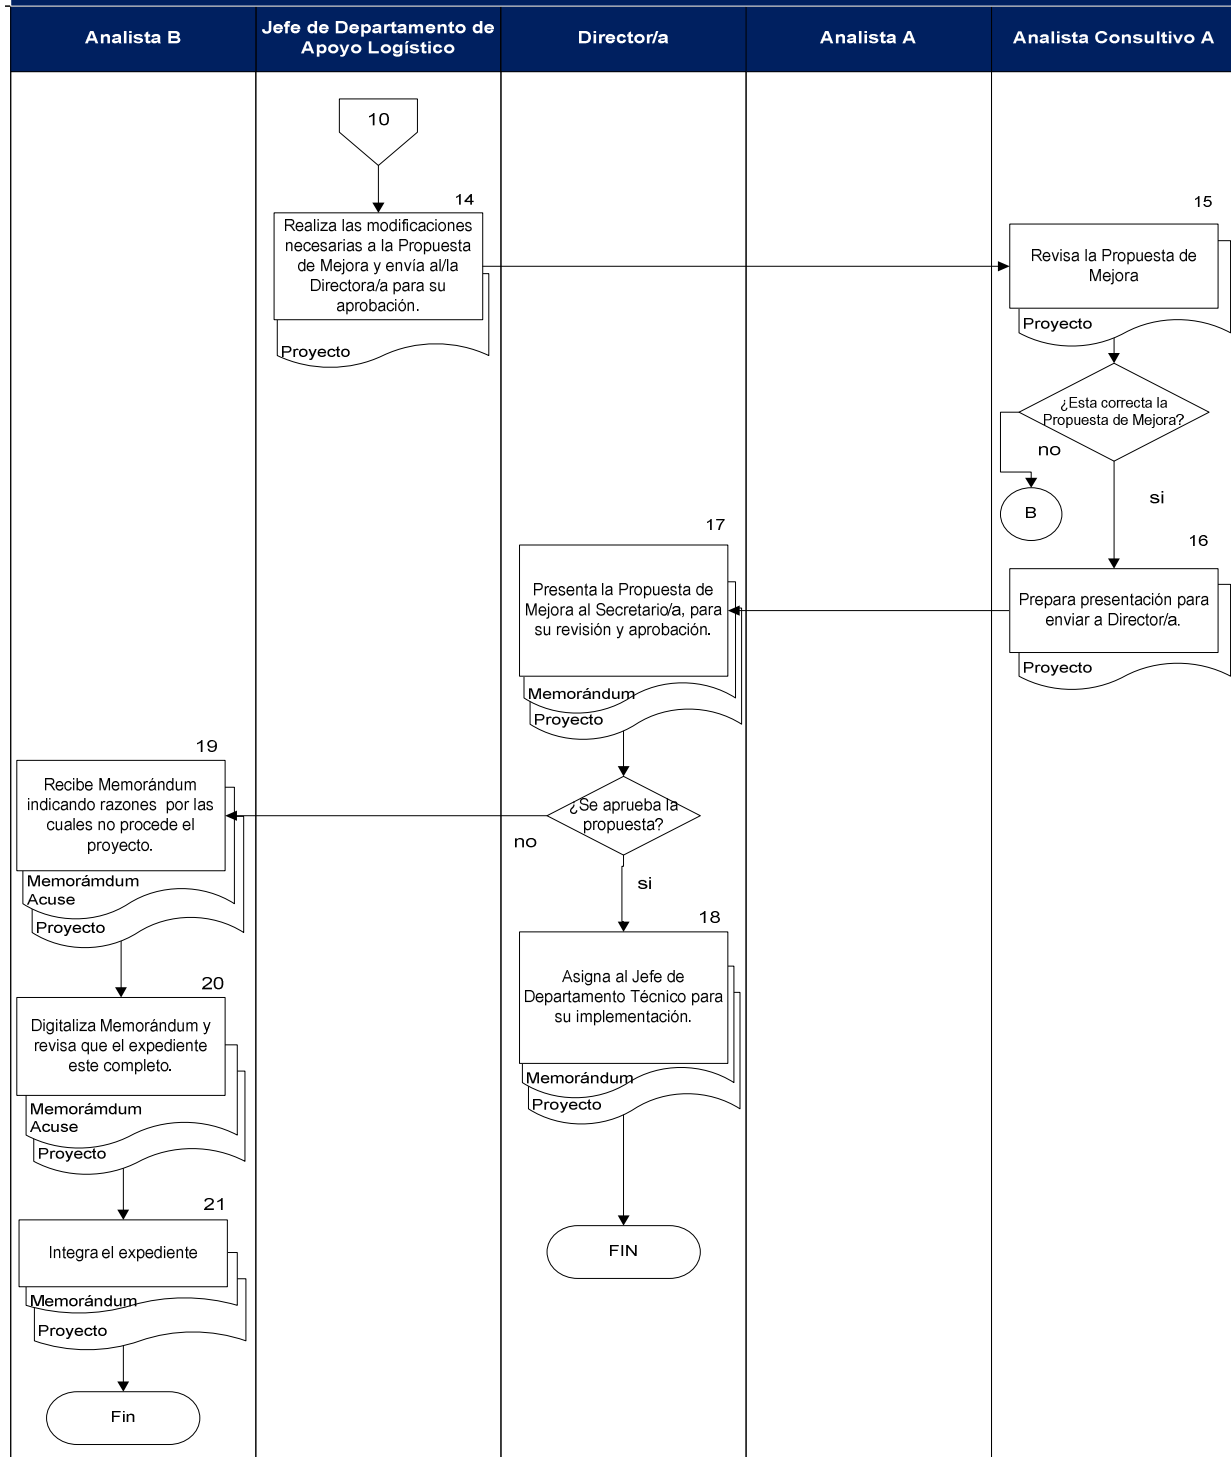 Analista B
Jefe de Departamento de
Apoyo Logístico
Director/a
Analista A
Analista Consultivo A
10
14
Realiza las modificaciones
necesarias a la Propuesta
de Mejora y envía al/la
Directora/a para su
aprobación.
Proyecto
15
Revisa la Propuesta de
Mejora
Proyecto
¿Esta correcta la
Propuesta de Mejora?
no
si
B
16
Prepara presentación para
enviar a Director/a.
Proyecto
17
Presenta la Propuesta de
Mejora al Secretario/a, para
su revisión y aprobación.
Memorándum
Proyecto
¿Se aprueba la
propuesta?
no
si
18
Asigna al Jefe de
Departamento Técnico para
su implementación.
Memorándum
Proyecto
FIN
19
Recibe Memorándum
indicando razones por las
cuales no procede el
proyecto.
Memorámdum
Acuse
Proyecto
20
Digitaliza Memorándum y
revisa que el expediente
este completo.
Memorámdum
Acuse
Proyecto
21
Integra el expediente
Memorándum
Proyecto
Fin